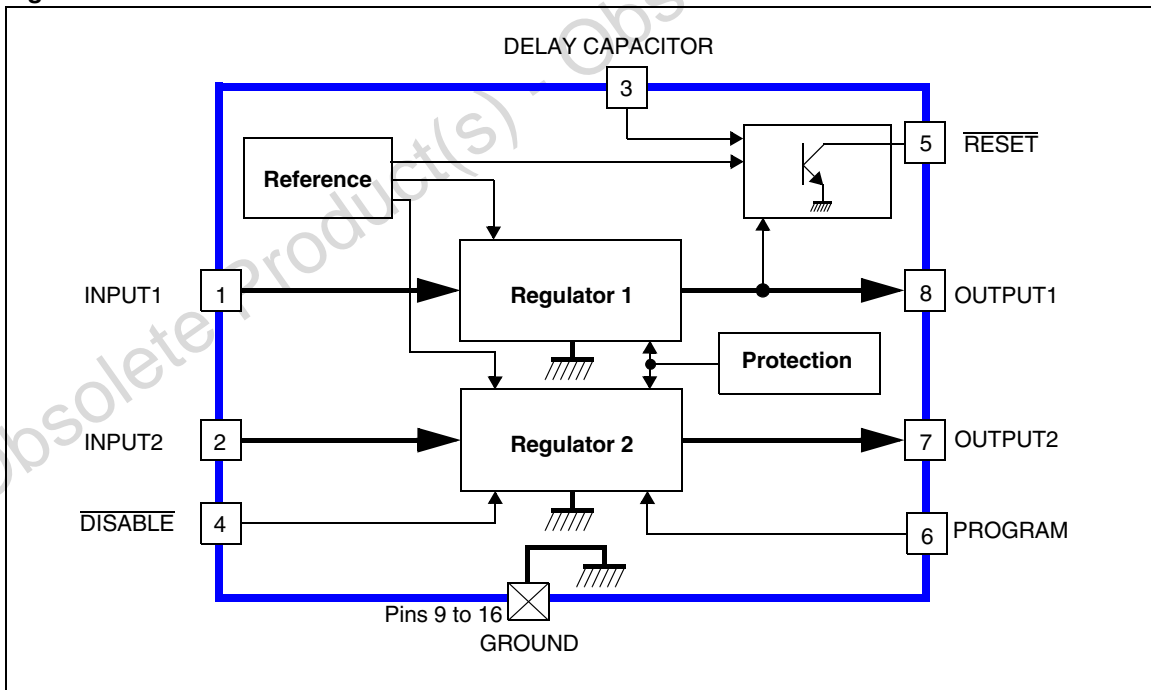 DELAY CAPACITOR
3
5
RESET
Reference
INPUT1
1
Regulator 1
8
OUTPUT1
Protection
INPUT2
2
Regulator 2
7
OUTPUT2
DISABLE
4
6
PROGRAM
Pins 9 to 16
GROUND
Obsolete Product(s) - Obs